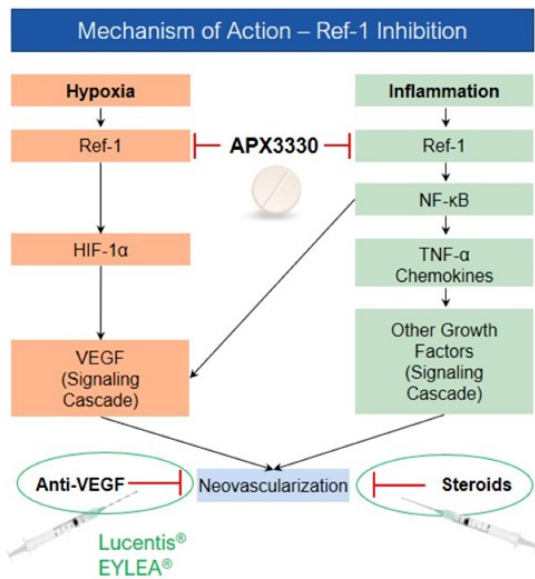 Mechanism of Action – Ref-1 Inhibition
Hypoxia
Inflammation
Ref-1
APX3330
Ref-1
NF-κB
HIF-1α
TNF-α
Chemokines
VEGF
(Signaling
Cascade)
Other Growth
Factors
(Signaling
Cascade)
Anti-VEGF
Neovascularization
Steroids
Lucentis®
EYLEA®